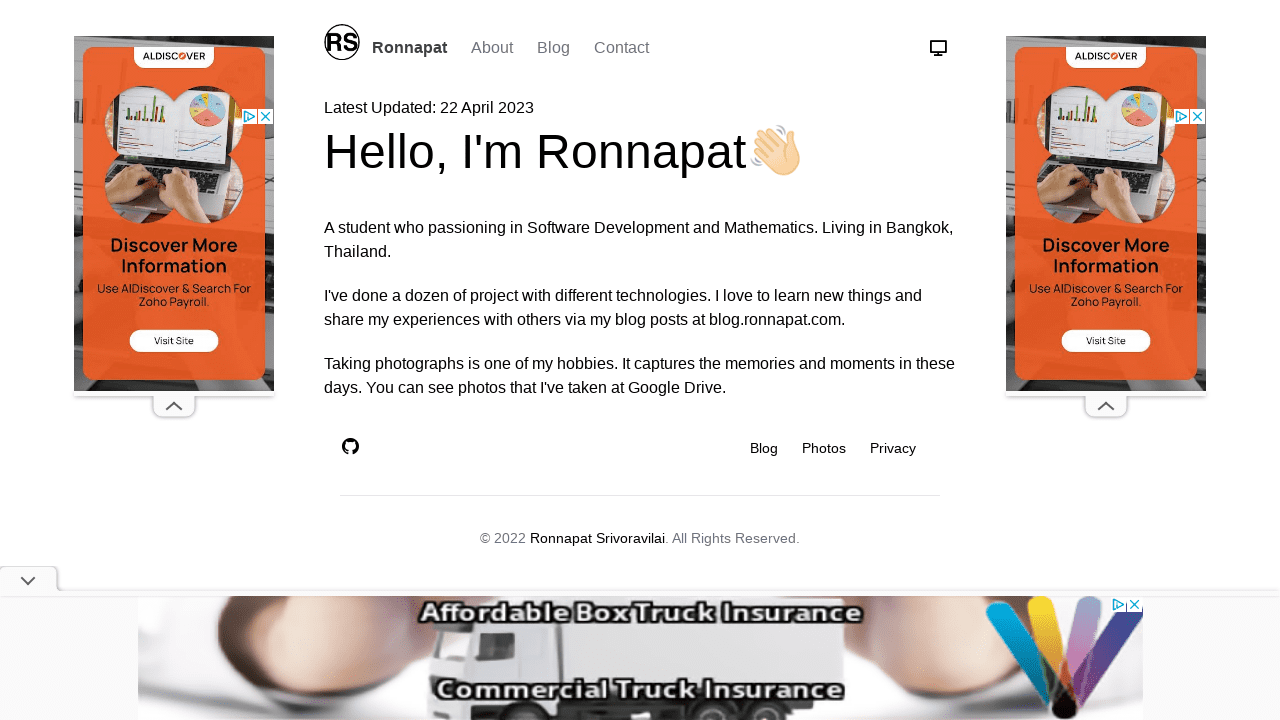 RS
Ronnapat About Blog Contact
Latest Updated: 22 April 2023
Hello, I'm Ronnapat
A student who passioning in Software Development and Mathematics. Living in Bangkok,
Thailand.
I've done a dozen of project with different technologies. I love to learn new things and
share my experiences with others via my blog posts at blog.ronnapat.com.
Taking photographs is one of my hobbies. It captures the memories and moments in these
days. You can see photos that I've taken at Google Drive.
Blog Photos Privacy
© 2022 Ronnapat Srivoravilai. All Rights Reserved.
AIDISCOVER
Discover More
Information
Use AIDiscover & Search For
Zoho Payroll.
Visit Site
AIDISCOVER
Discover More
Information
Use AIDiscover & Search For
Zoho Payroll.
Visit Site
Affordable Box Truck Insurance
Commercial Truck Insurance